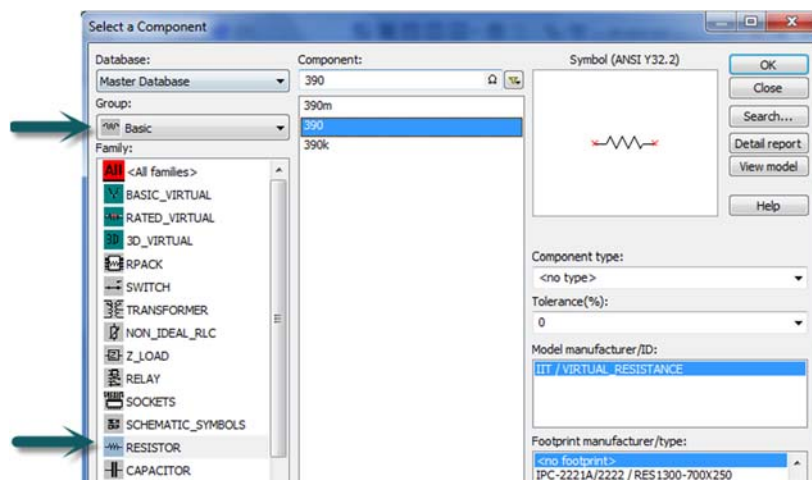 Select a Component
Database:
Master Database
Group:
Basic
Family:
All <All families>
BASIC_VIRTUAL
RATED_VIRTUAL
3D 3D_VIRTUAL
RPACK
SWITCH
TRANSFORMER
NON_IDEAL_RLC
Z_LOAD
RELAY
SOCKETS
SCHEMATIC_SYMBOLS
RESISTOR
CAPACITOR
Component:
390 Ω
390m
390
390k
Symbol (ANSI Y32.2)
Component type:
<no type>
Tolerance(%):
0
Model manufacturer/ID:
IIT / VIRTUAL_RESISTANCE
Footprint manufacturer/type:
<no footprint>
IPC-2221A/2222 / RES1300-700X250
OK
Close
Search...
Detail report
View model
Help